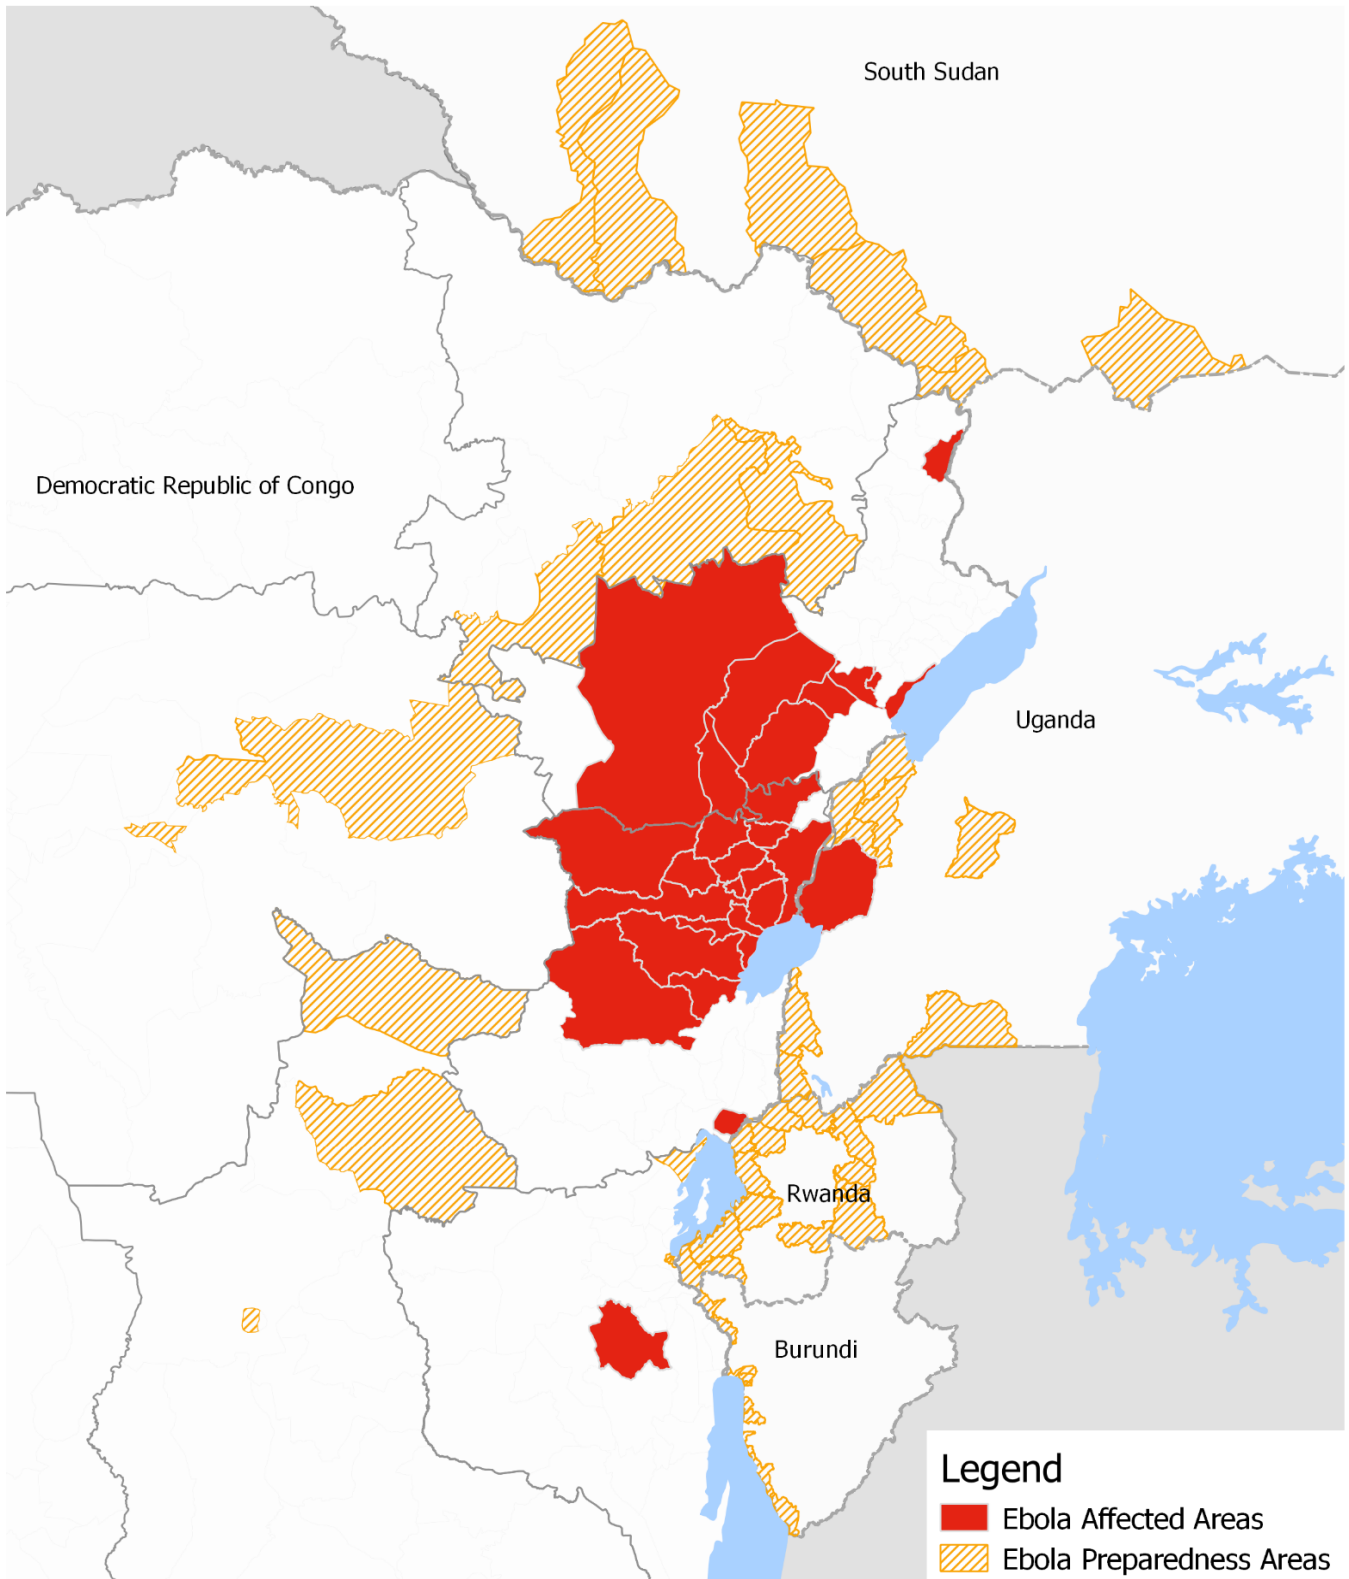 South Sudan
Democratic Republic of Congo
Uganda
Rwanda
Burundi
Legend
Ebola Affected Areas
Ebola Preparedness Areas